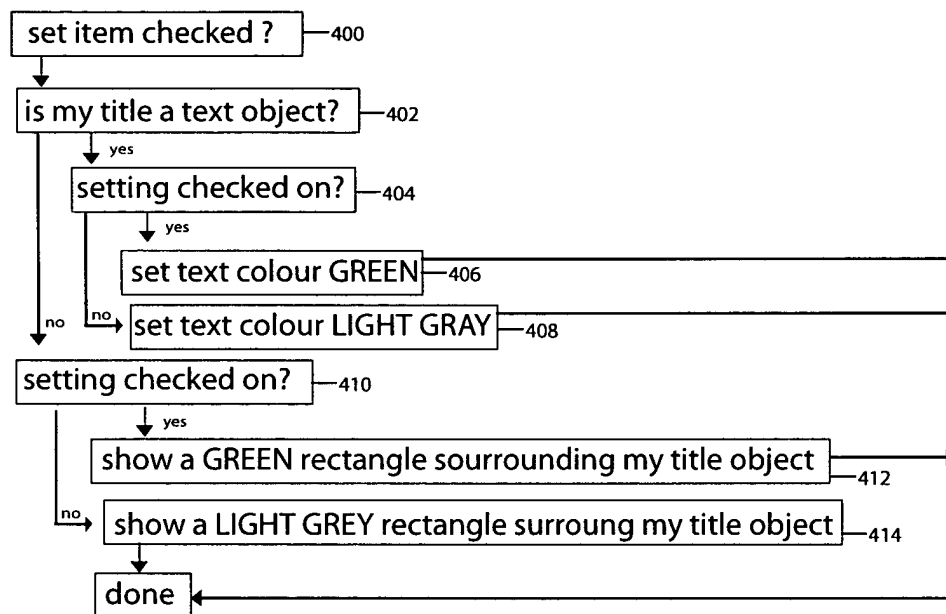 set item checked ? 400
is my title a text object? 402
yes
setting checked on? 404
yes
set text colour GREEN 406
no no set text colour LIGHT GRAY 408
setting checked on? 410
yes
show a GREEN rectangle sourrounding my title object 412
no show a LIGHT GREY rectangle surroung my title object 414
done